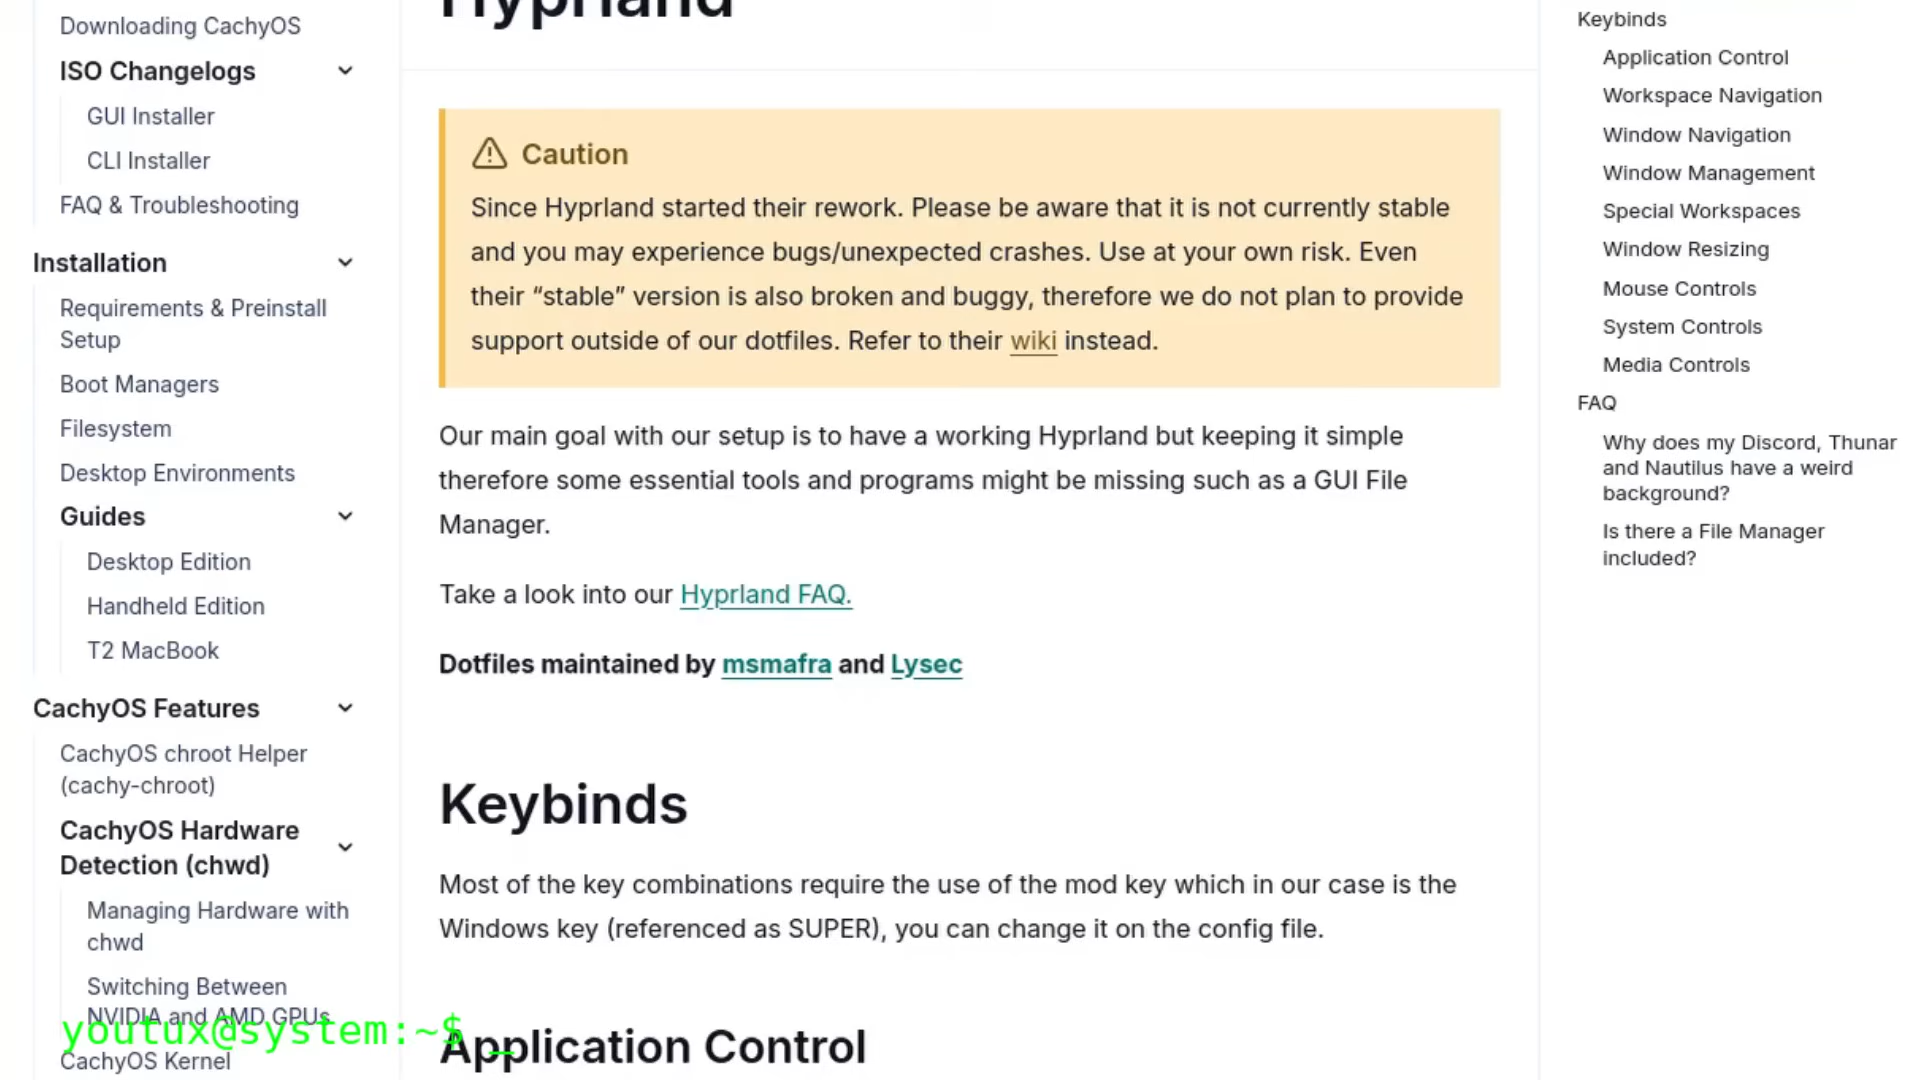 Downloading CachyOS
ISO Changelogs
GUI Installer
CLI Installer
FAQ & Troubleshooting
Installation
Requirements & Preinstall
Setup
Boot Managers
Filesystem
Desktop Environments
Guides
Desktop Edition
Handheld Edition
T2 MacBook
CachyOS Features
CachyOS chroot Helper
(cachy-chroot)
CachyOS Hardware
Detection (chwd)
Managing Hardware with
chwd
Switching Between
NVIDIA and AMD GPUs
CachyOS Kernel
youtux@system:~$ _
Hyprland
Caution
Since Hyprland started their rework. Please be aware that it is not currently stable
and you may experience bugs/unexpected crashes. Use at your own risk. Even
their “stable” version is also broken and buggy, therefore we do not plan to provide
support outside of our dotfiles. Refer to their wiki instead.
Our main goal with our setup is to have a working Hyprland but keeping it simple
therefore some essential tools and programs might be missing such as a GUI File
Manager.
Take a look into our Hyprland FAQ.
Dotfiles maintained by msmafra and Lysec
Keybinds
Most of the key combinations require the use of the mod key which in our case is the
Windows key (referenced as SUPER), you can change it on the config file.
Application Control
Keybinds
Application Control
Workspace Navigation
Window Navigation
Window Management
Special Workspaces
Window Resizing
Mouse Controls
System Controls
Media Controls
FAQ
Why does my Discord, Thunar
and Nautilus have a weird
background?
Is there a File Manager
included?